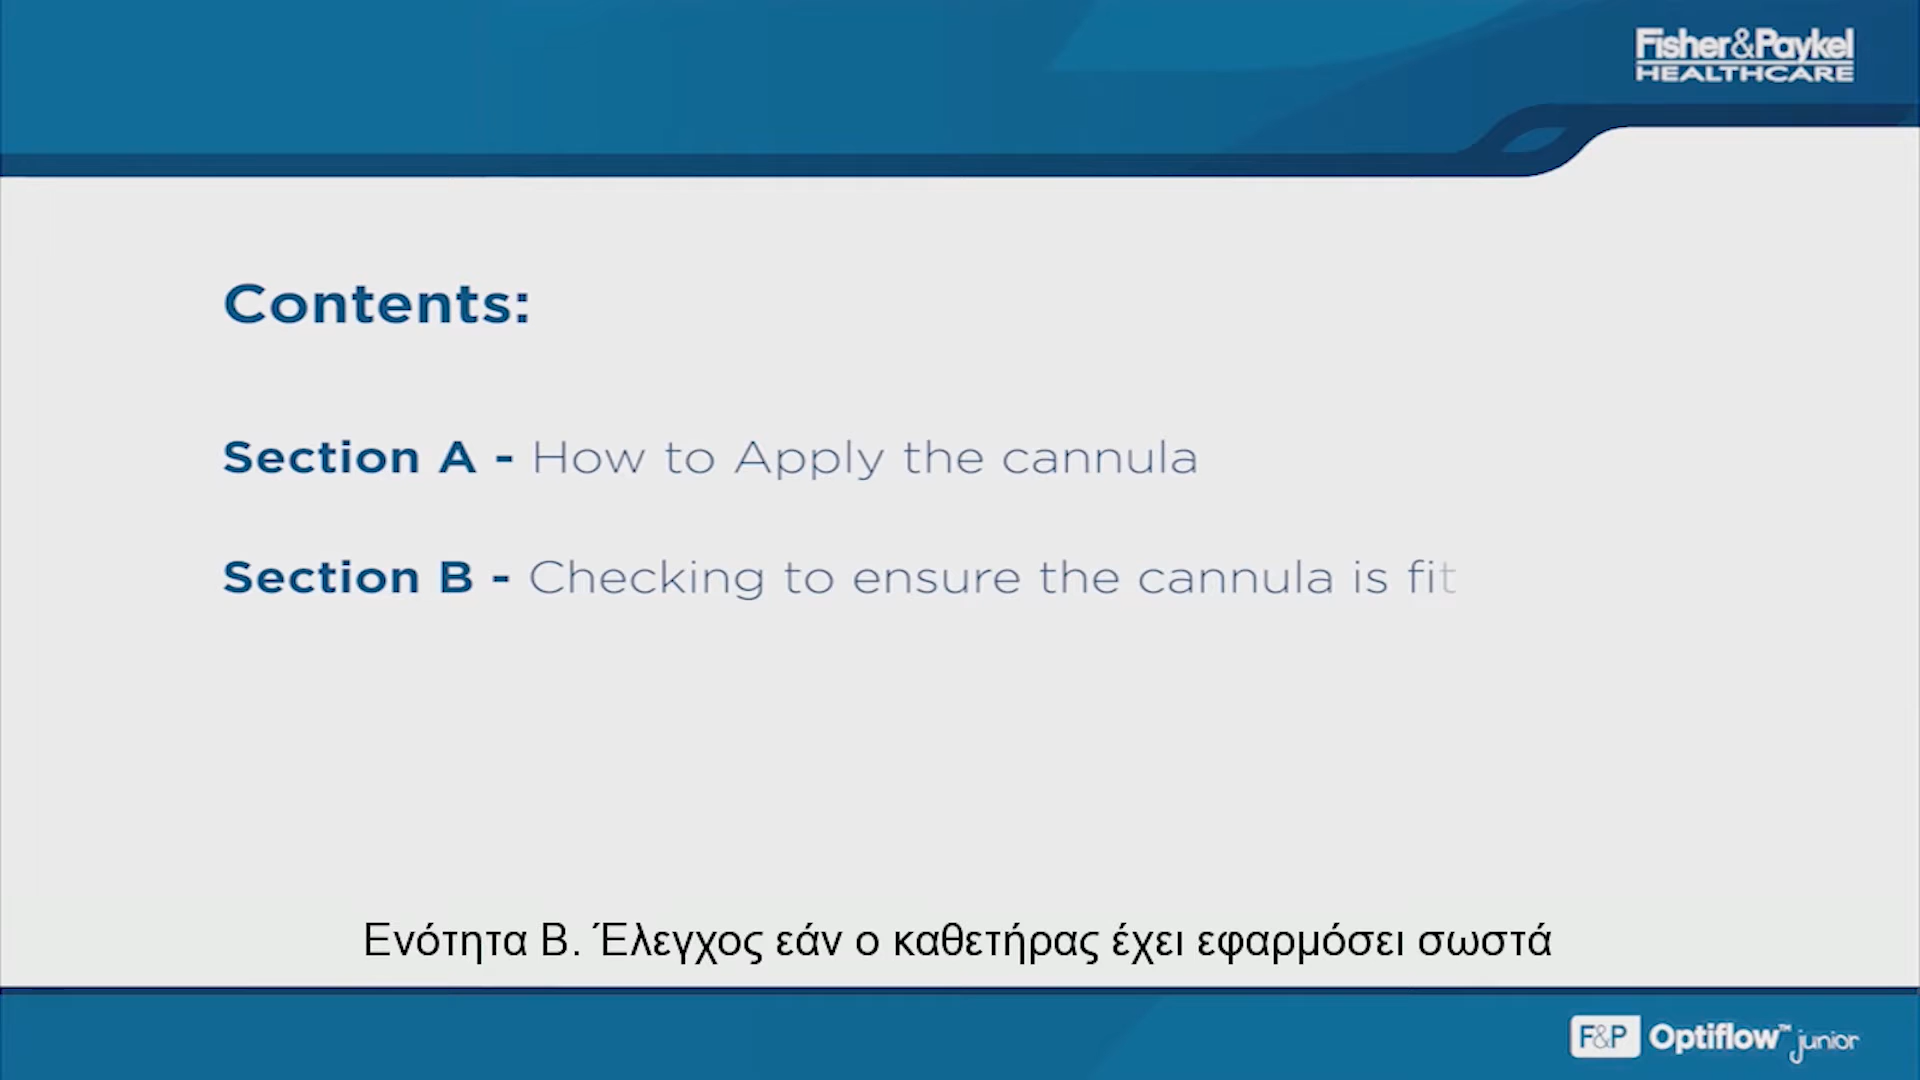 Fisher&Paykel
HEALTHCARE
Contents:
Section A - How to Apply the cannula
Section B - Checking to ensure the cannula is fit
Ενότητα Β. Έλεγχος εάν ο καθετήρας έχει εφαρμόσει σωστά
F&P Optiflow™ junior